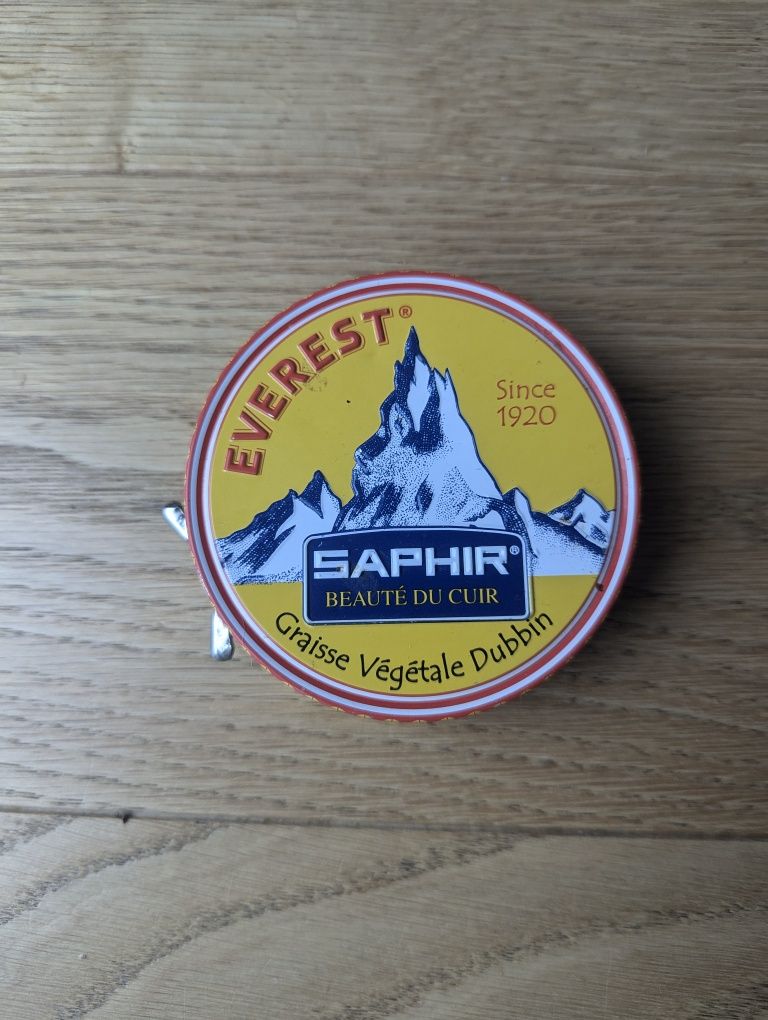 EVEREST®
Since
1920
SAPHIR®
BEAUTÉ DU CUIR
Graisse Végétale Dubbin